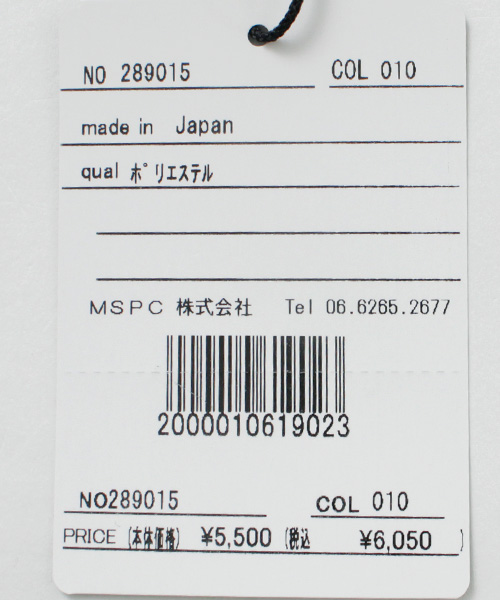 NO 289015 COL 010
made in Japan
qual ポリエステル
MSPC 株式会社 Tel 06.6265.2677
2000010619023
NO289015 COL 010
PRICE (本体価格) ¥5,500 (税込 ¥6,050 )